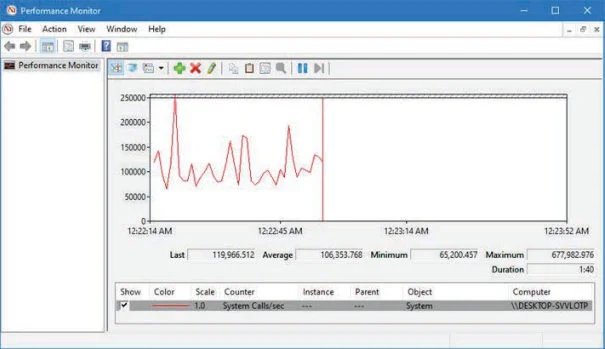 Performance Monitor
File Action View Window Help
Performance Monitor
250000
200000
150000
100000
50000
0
12:22:14 AM 12:22:45 AM 12:23:14 AM 12:23:52 AM
Last 119,966.512 Average 106,353.768 Minimum 65,200.457 Maximum 677,982.976
Duration 1:40
Show Color Scale Counter Instance Parent Object Computer
1.0 System Calls/sec --- --- System \\DESKTOP-SVVLOTP